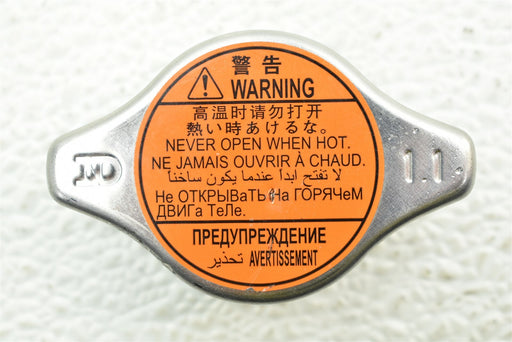 警告
WARNING
高温时请勿打开
熱い時あけるな。
NEVER OPEN WHEN HOT.
NE JAMAIS OUVRIR À CHAUD.
لا تفتح ابداً عندما يكون ساخناً
Не ОТКРЫВаТЬ На ГОРЯЧеМ
ДВИГаТеЛе.
ПРЕДУПРЕЖДЕНИЕ
AVERTISSEMENT تحذير
1.1